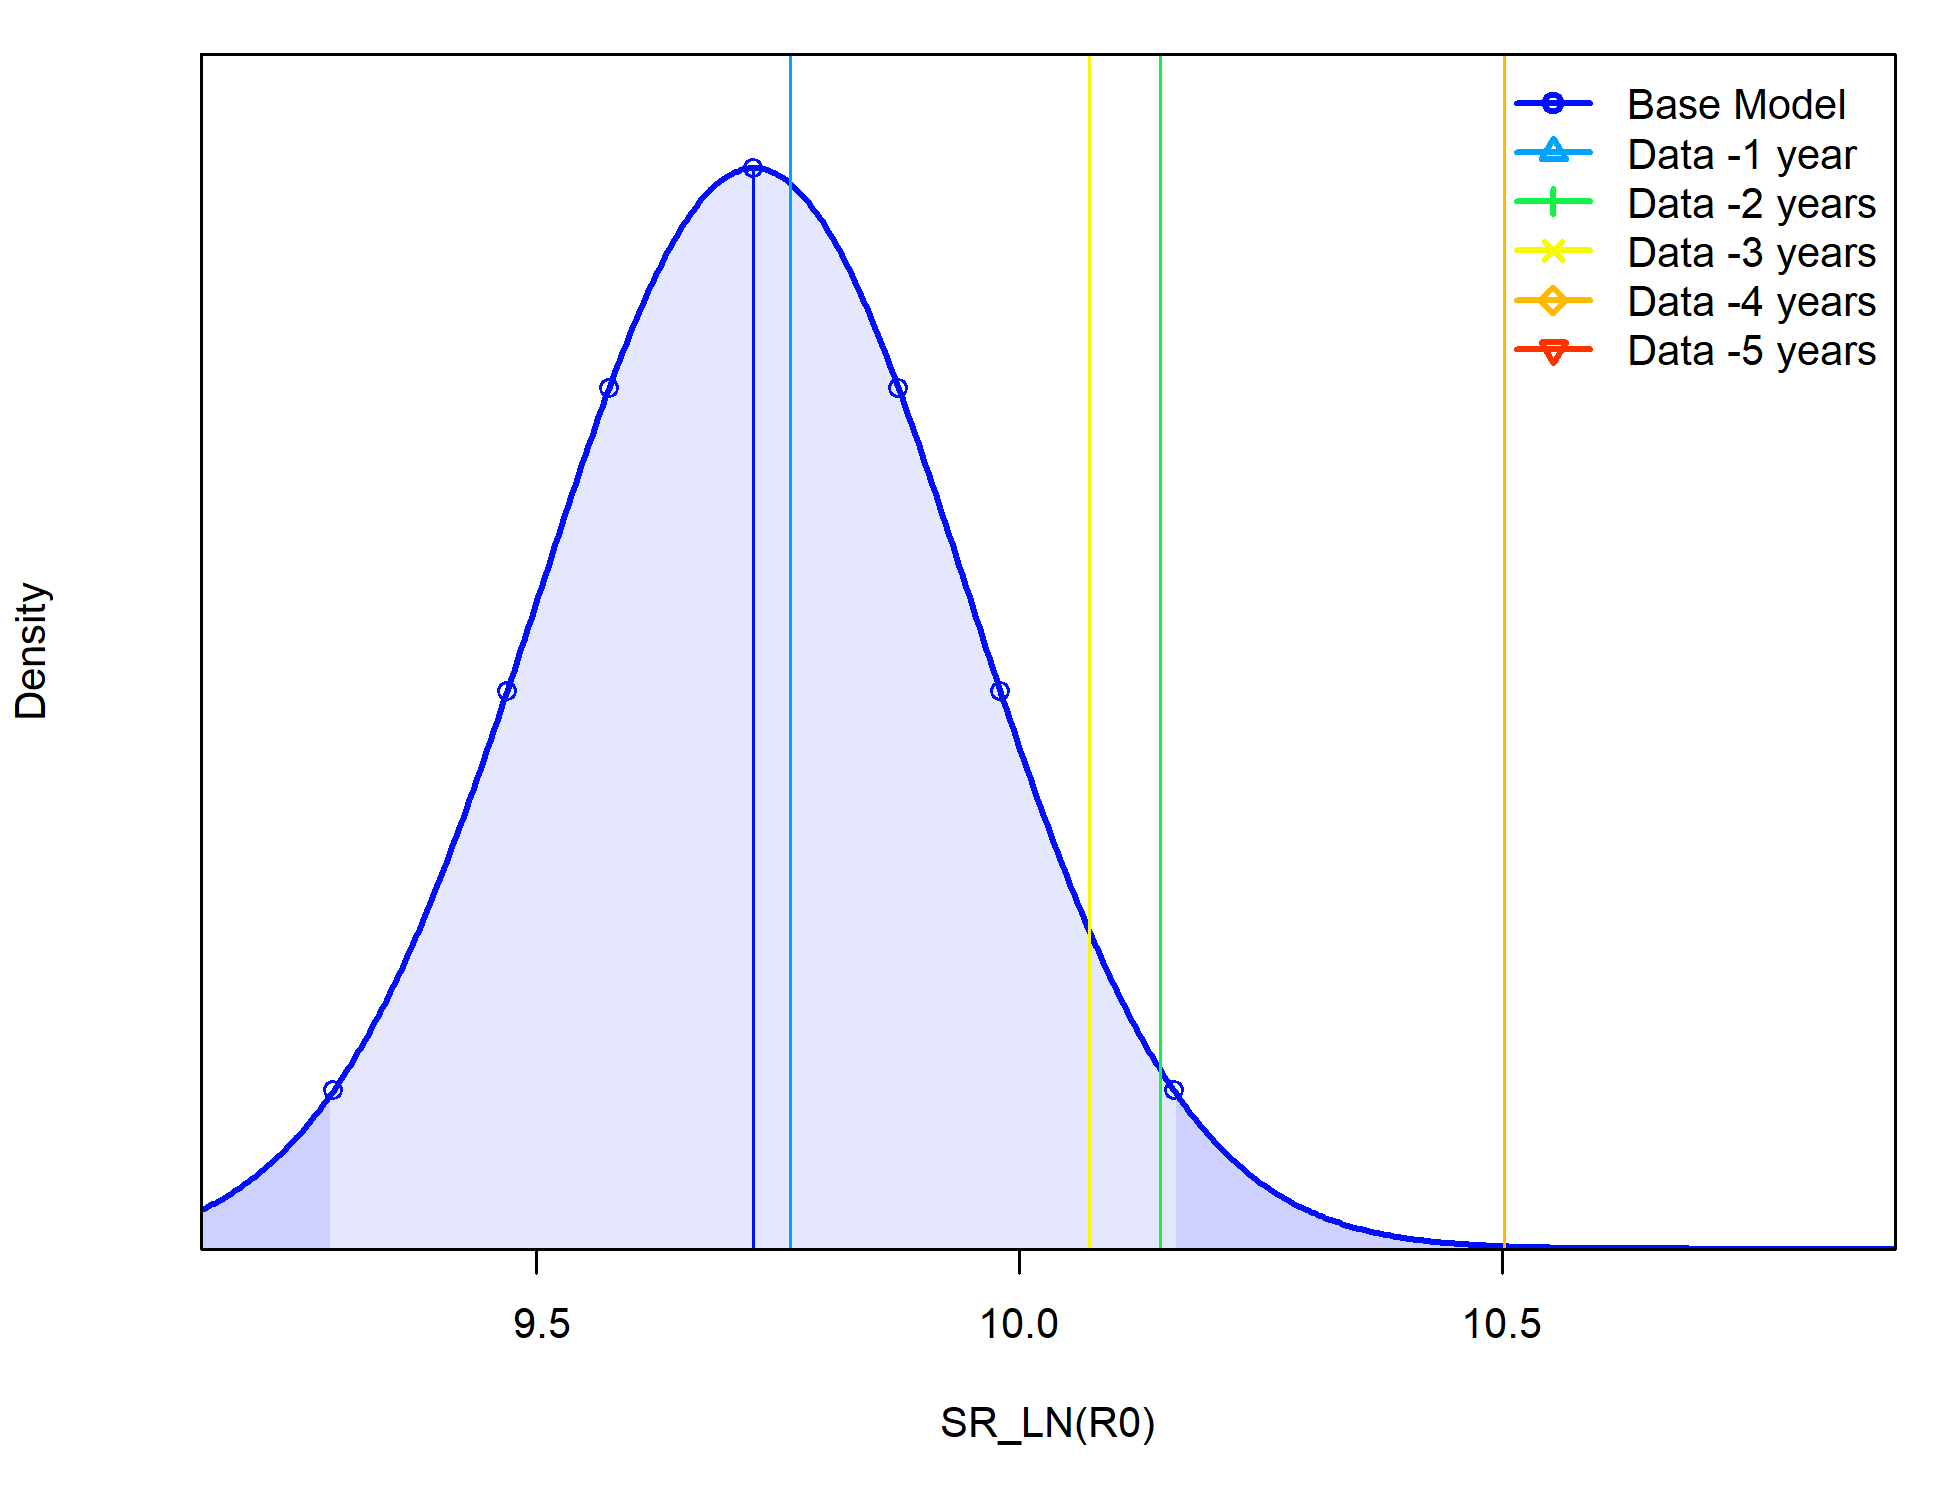 Base Model
Data -1 year
Data -2 years
Data -3 years
Data -4 years
Data -5 years
Density
9.5 10.0 10.5
SR_LN(R0)